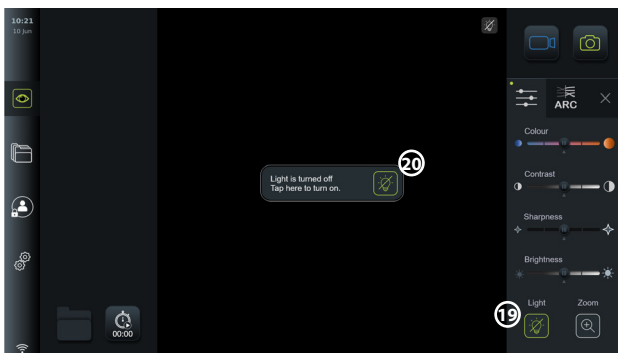 10:21
10 Jun
ARC
Colour
20
Light is turned off
Tap here to turn on.
Contrast
Sharpness
Brightness
19
Light
Zoom
00:00